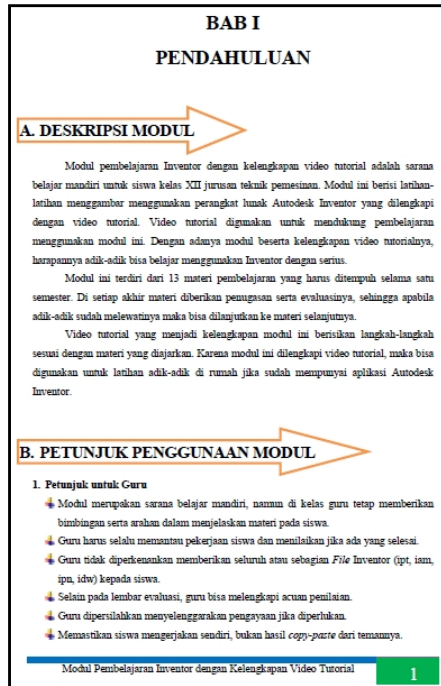 BAB I
PENDAHULUAN
A. DESKRIPSI MODUL
Modul pembelajaran Inventor dengan kelengkapan video tutorial adalah sarana
belajar mandiri untuk siswa kelas XII jurusan teknik pemesinan. Modul ini berisi latihan-
latihan menggambar menggunakan perangkat lunak Autodesk Inventor yang dilengkapi
dengan video tutorial. Video tutorial digunakan untuk mendukung pembelajaran
menggunakan modul ini. Dengan adanya modul beserta kelengkapan video tutorialnya,
harapannya adik-adik bisa belajar menggunakan Inventor dengan serius.
Modul ini terdiri dari 13 materi pembelajaran yang harus ditempuh selama satu
semester. Di setiap akhir materi diberikan penugasan serta evaluasinya, sehingga apabila
adik-adik sudah melewatinya maka bisa dilanjutkan ke materi selanjutnya.
Video tutorial yang menjadi kelengkapan modul ini berisikan langkah-langkah
sesuai dengan materi yang diajarkan. Karena modul ini dilengkapi video tutorial, maka bisa
digunakan untuk latihan adik-adik di rumah jika sudah mempunyai aplikasi Autodesk
Inventor.
B. PETUNJUK PENGGUNAAN MODUL
1. Petunjuk untuk Guru
Modul merupakan sarana belajar mandiri, namun di kelas guru tetap memberikan
bimbingan serta arahan dalam menjelaskan materi pada siswa.
Guru harus selalu memantau pekerjaan siswa dan menilaikan jika ada yang selesai.
Guru tidak diperkenankan memberikan seluruh atau sebagian File Inventor (ipt, iam,
ipn, idw) kepada siswa.
Selain pada lembar evaluasi, guru bisa melengkapi acuan penilaian.
Guru dipersilahkan menyelenggarakan pengayaan jika diperlukan.
Memastikan siswa mengerjakan sendiri, bukan hasil copy-paste dari temannya.
Modul Pembelajaran Inventor dengan Kelengkapan Video Tutorial 1